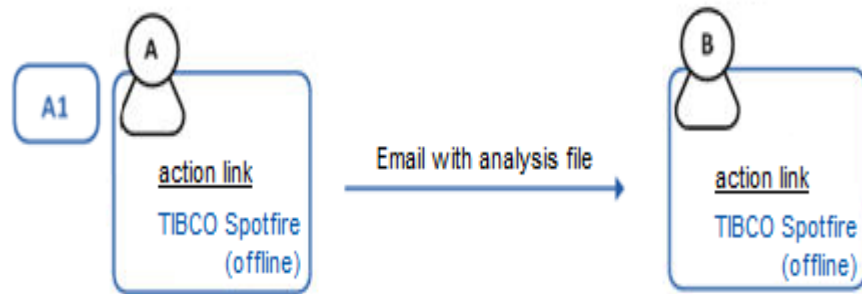 A
B
A1
Email with analysis file
action link
TIBCO Spotfire
(offline)
action link
TIBCO Spotfire
(offline)